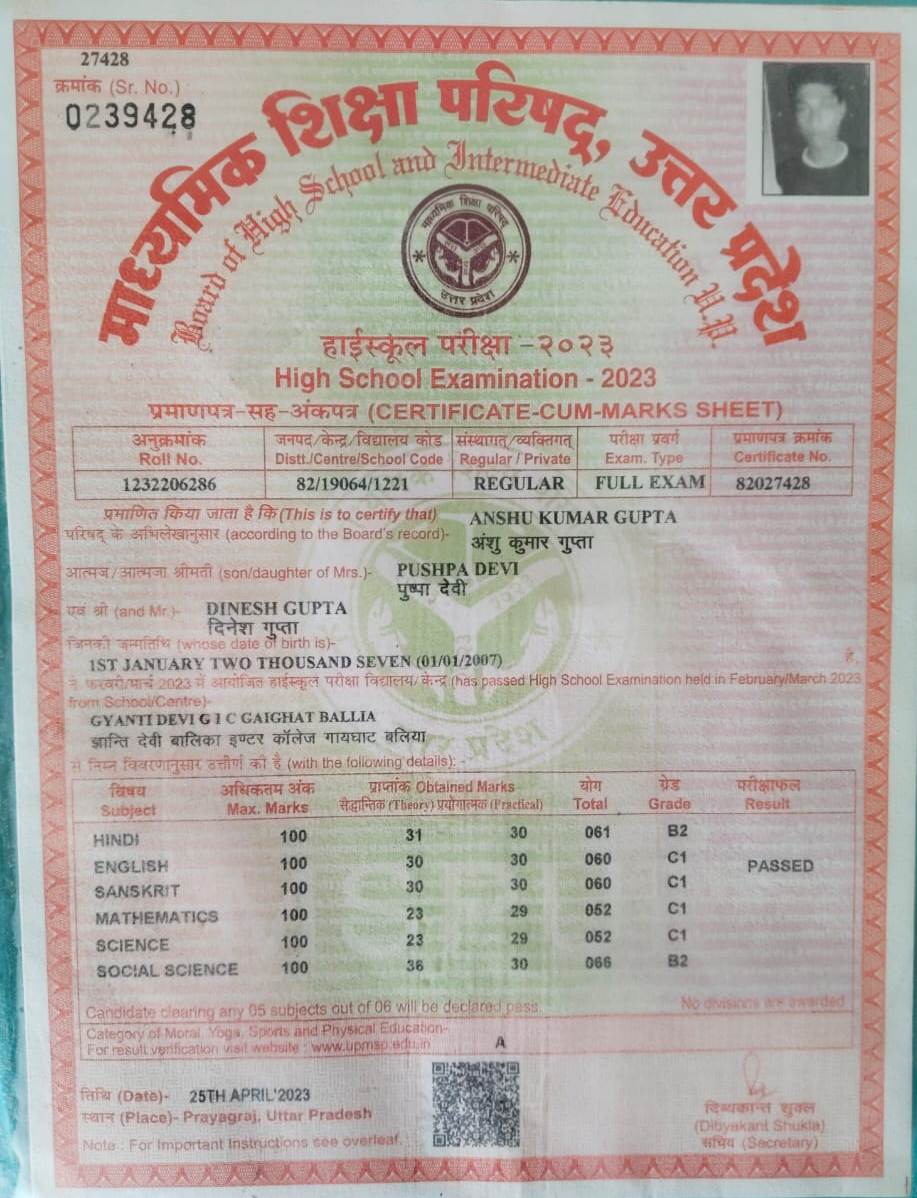 27428
क्रमांक (Sr. No.)
0239428
माध्यमिक शिक्षा परिषद्, उत्तर प्रदेश
Board of High School and Intermediate Education U.P.
माध्यमिक शिक्षा परिषद्
उत्तर प्रदेश
हाईस्कूल परीक्षा -२०२३
High School Examination - 2023
प्रमाणपत्र-सह-अंकपत्र (CERTIFICATE-CUM-MARKS SHEET)
अनुक्रमांक जनपद/केन्द्र/विद्यालय कोड संस्थागत/व्यक्तिगत परीक्षा प्रवर्ग प्रमाणपत्र क्रमांक
Roll No. Distt./Centre/School Code Regular / Private Exam. Type Certificate No.
1232206286 82/19064/1221 REGULAR FULL EXAM 82027428
प्रमाणित किया जाता है कि (This is to certify that) ANSHU KUMAR GUPTA
परिषद् के अभिलेखानुसार (according to the Board's record)- अंशु कुमार गुप्ता
आत्मज/आत्मजा श्रीमती (son/daughter of Mrs.)- PUSHPA DEVI
पुष्पा देवी
एवं श्री (and Mr.)- DINESH GUPTA
दिनेश गुप्ता
जिनकी जन्मतिथि (whose date of birth is)-
1ST JANUARY TWO THOUSAND SEVEN (01/01/2007) है,
ने फरवरी/मार्च 2023 में आयोजित हाईस्कूल परीक्षा विद्यालय/केन्द्र (has passed High School Examination held in February/March 2023
from School/Centre)-
GYANTI DEVI G I C GAIGHAT BALLIA
ज्ञान्ति देवी बालिका इण्टर कॉलेज गायघाट बलिया
से निम्न विवरणानुसार उत्तीर्ण की है (with the following details): -
विषय अधिकतम अंक प्राप्तांक Obtained Marks योग ग्रेड परीक्षाफल
Subject Max. Marks सैद्धान्तिक (Theory) प्रयोगात्मक (Practical) Total Grade Result
HINDI 100 31 30 061 B2
ENGLISH 100 30 30 060 C1 PASSED
SANSKRIT 100 30 30 060 C1
MATHEMATICS 100 23 29 052 C1
SCIENCE 100 23 29 052 C1
SOCIAL SCIENCE 100 36 30 066 B2
Candidate clearing any 05 subjects out of 06 will be declared pass. No divisions are awarded
Category of Moral, Yoga, Sports and Physical Education- A
For result verification visit website : www.upmsp.edu.in
तिथि (Date)- 25TH APRIL'2023
स्थान (Place)- Prayagraj, Uttar Pradesh
Note : For Important Instructions see overleaf.
दिब्यकान्त शुक्ल
(Dibyakant Shukla)
सचिव (Secretary)